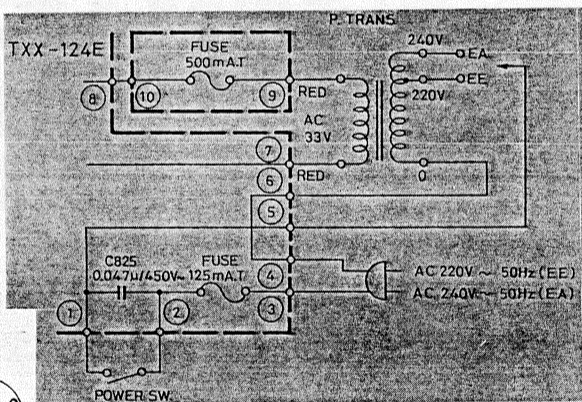 P. TRANS
TXX-124E
FUSE
500mA.T
240V
EA
EE
220V
8
10
9
RED
AC
33V
7
RED
6
0
5
C825
0.047μ/450V~
FUSE
125mA.T
4
AC 220V ~ 50Hz (EE)
AC, 240V ~ 50Hz (EA)
1
2
3
POWER SW.